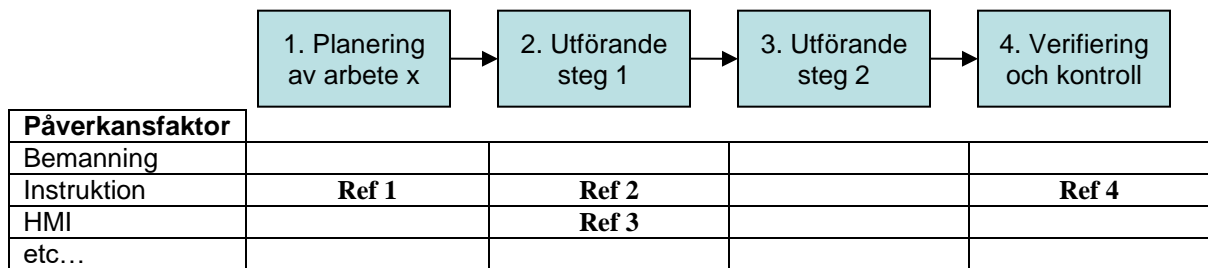 1. Planering
av arbete x
2. Utförande
steg 1
3. Utförande
steg 2
4. Verifiering
och kontroll
Påverkansfaktor
Bemanning
Instruktion Ref 1 Ref 2 Ref 4
HMI Ref 3
etc…